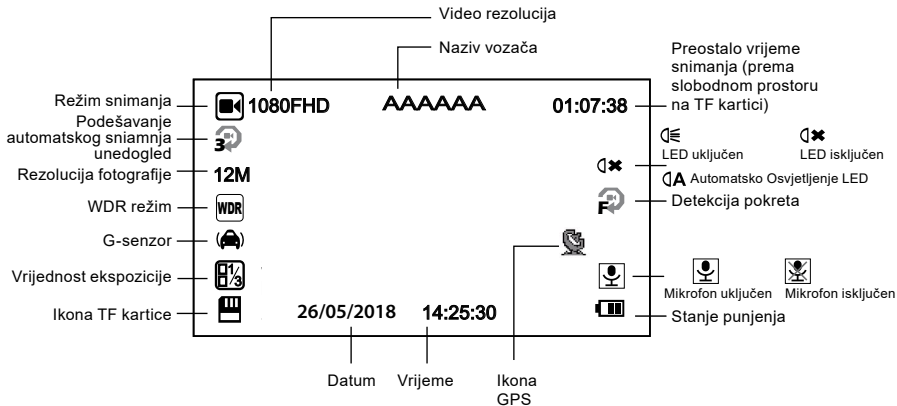 Video rezolucija
Naziv vozača
Preostalo vrijeme
snimanja (prema
slobodnom prostoru
na TF kartici)
Režim snimanja
1080FHD
AAAAAA
01:07:38
Podešavanje
automatskog sniamnja
unedogled
3
LED uključen
LED isključen
A Automatsko Osvjetljenje LED
Rezolucija fotografije
12M
WDR režim
WDR
F
Detekcija pokreta
G-senzor
Vrijednost ekspozicije
1/3
Mikrofon uključen
Mikrofon isključen
Ikona TF kartice
26/05/2018
14:25:30
Stanje punjenja
Datum
Vrijeme
Ikona
GPS